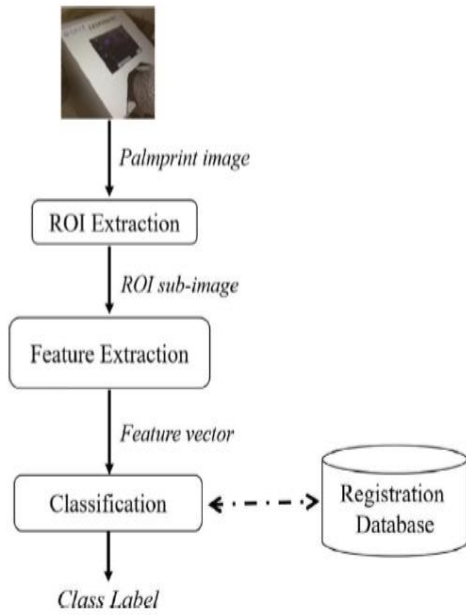 Palmprint image
ROI Extraction
ROI sub-image
Feature Extraction
Feature vector
Classification
Registration
Database
Class Label